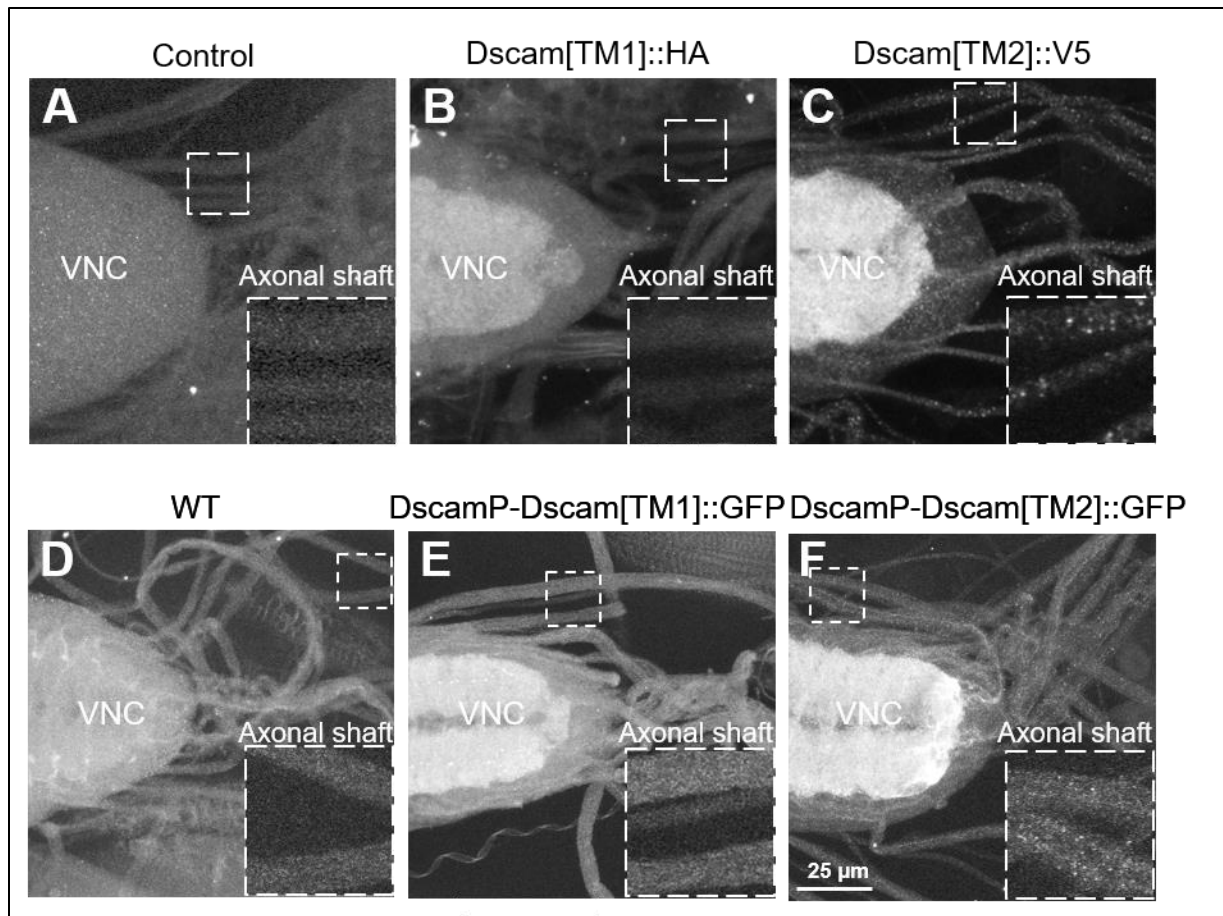 Control Dscam[TM1]::HA Dscam[TM2]::V5
A B C
VNC VNC VNC
Axonal shaft Axonal shaft Axonal shaft
WT DscamP-Dscam[TM1]::GFP DscamP-Dscam[TM2]::GFP
D E F
VNC VNC VNC
Axonal shaft Axonal shaft Axonal shaft
25 µm